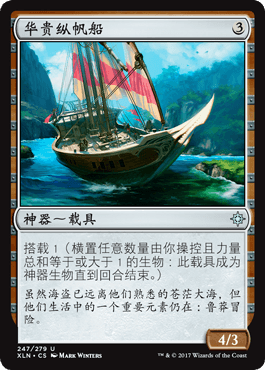 华贵纵帆船 3
神器～载具
搭载 1（横置任意数量由你操控且力量
总和等于或大于 1 的生物：此载具成为
神器生物直到回合结束。）
虽然海盗已远离他们熟悉的苍茫大海，但
他们生活中的一个重要元素仍在：鲁莽冒
险。
4/3
247/279 U
XLN • CS MARK WINTERS
™ & © 2017 Wizards of the Coast